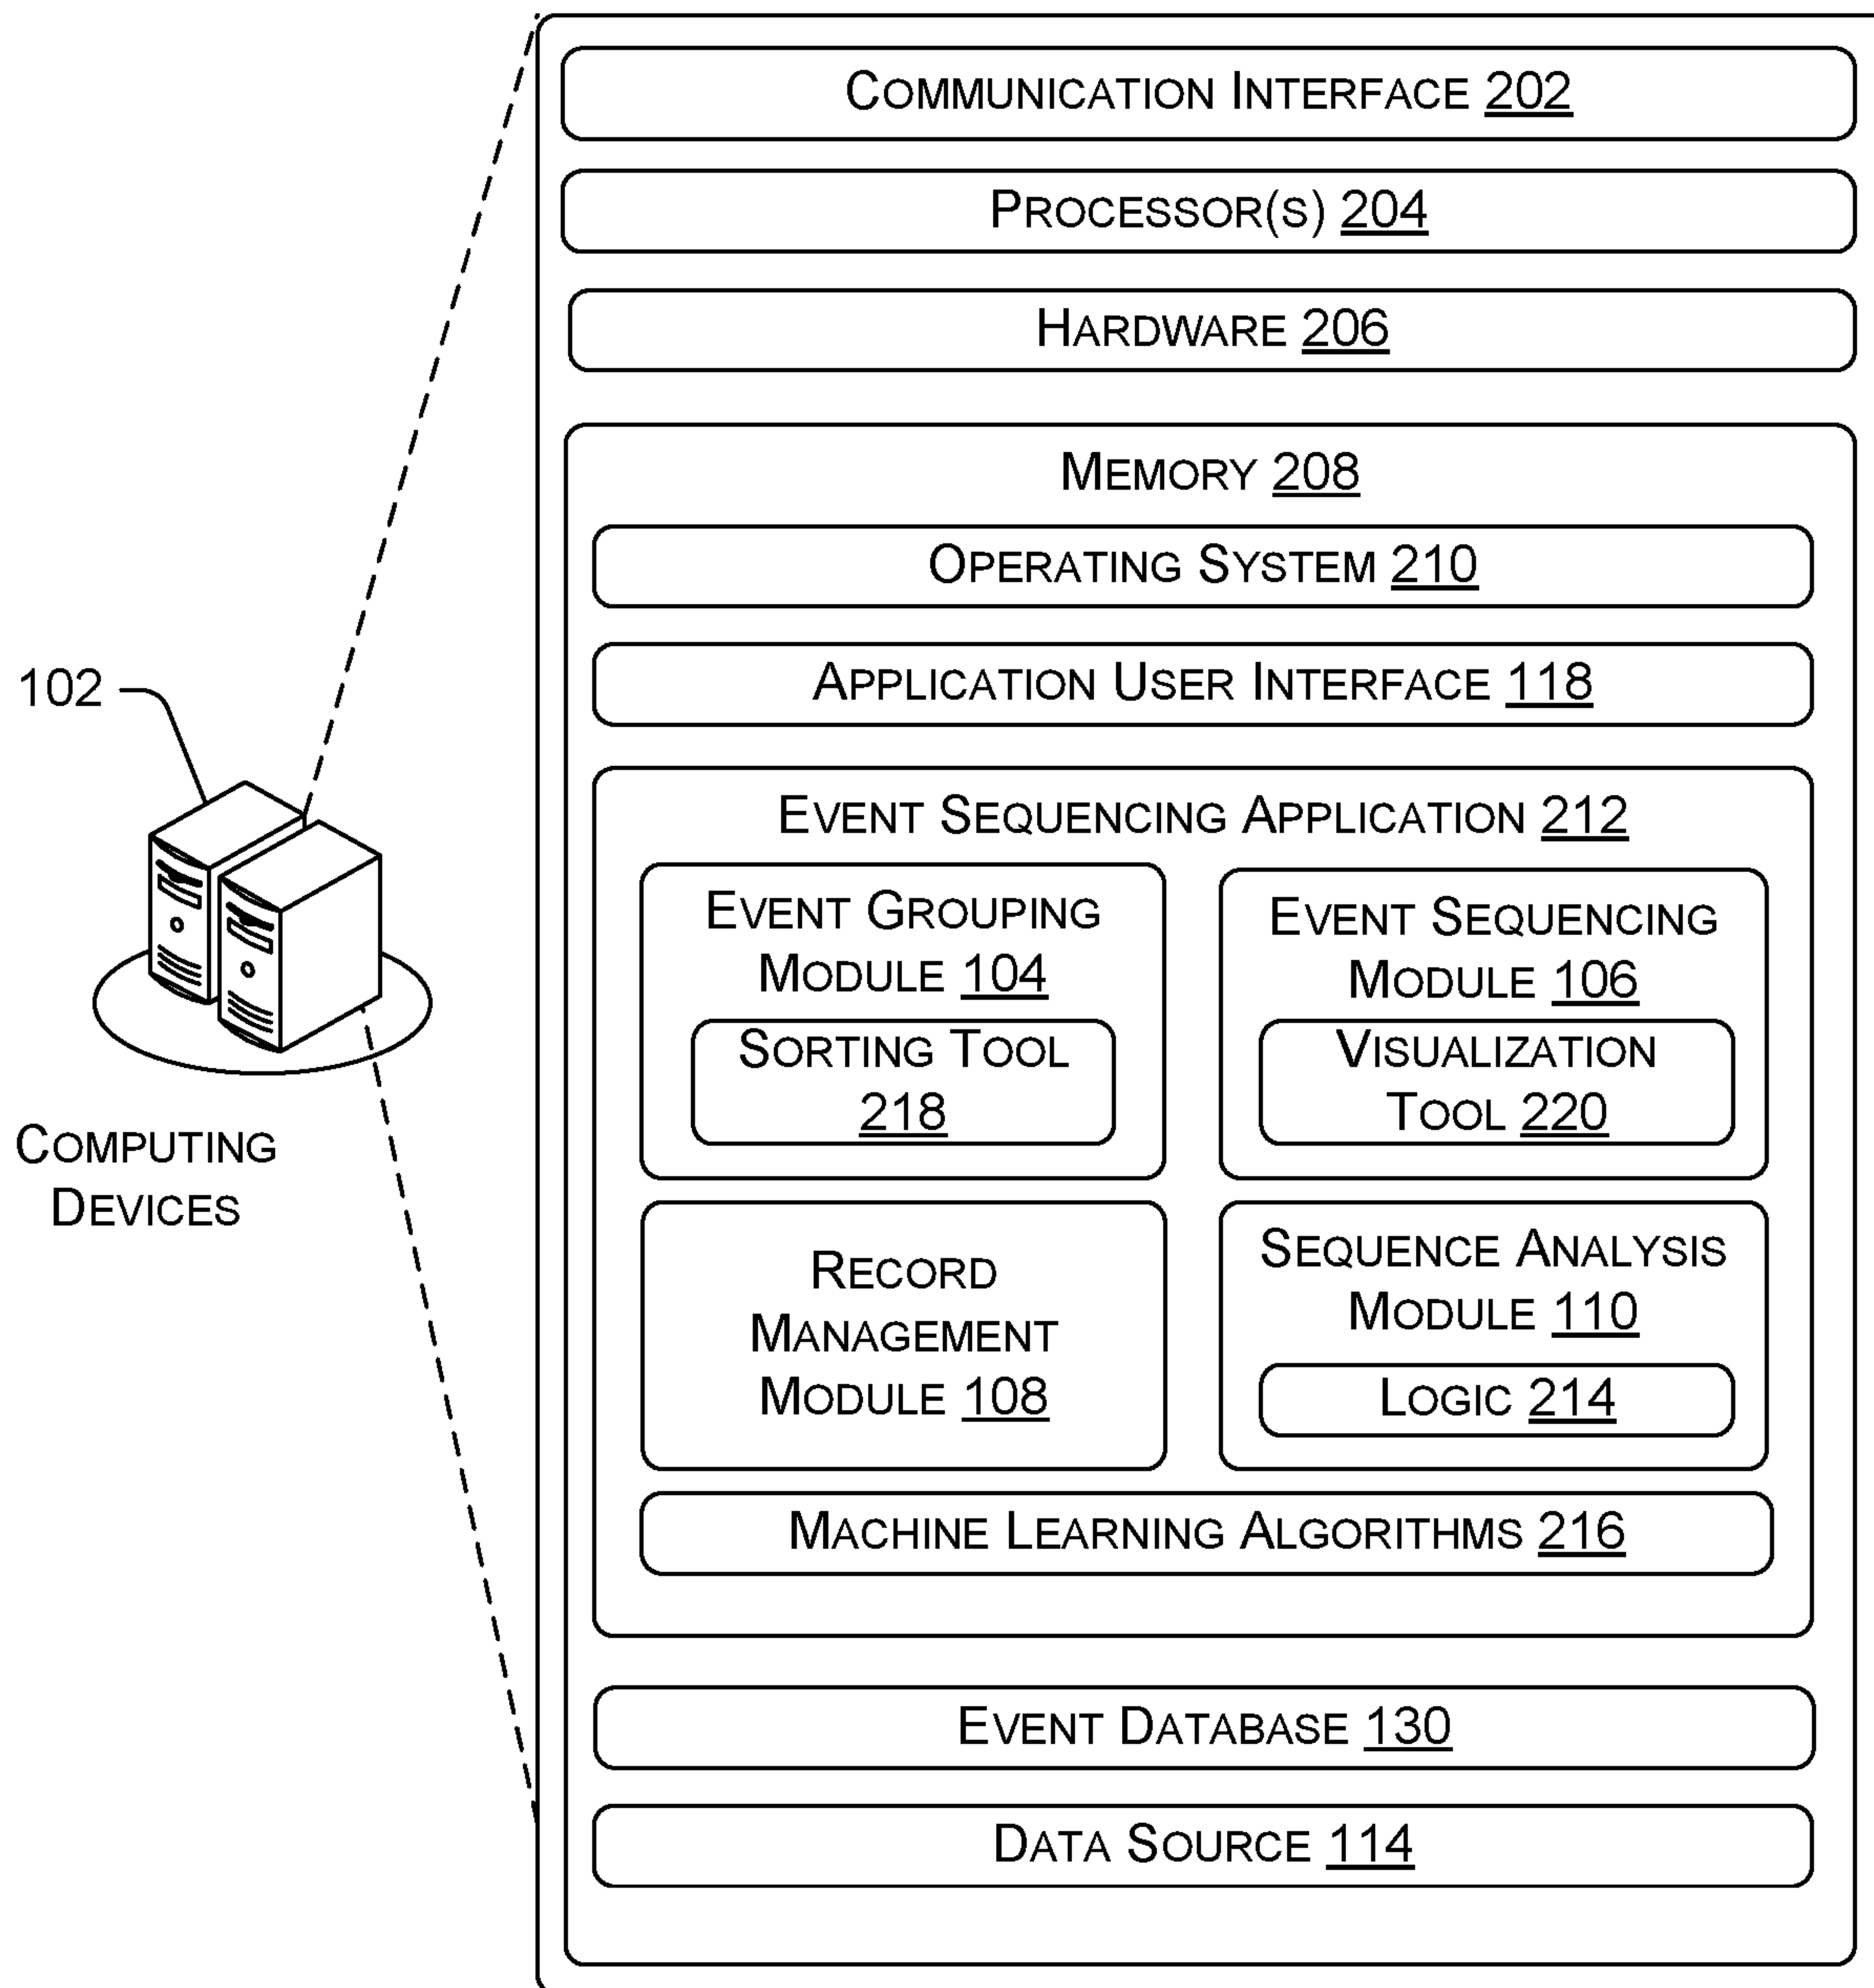 COMMUNICATION INTERFACE 202
PROCESSOR(S) 204
HARDWARE 206
MEMORY 208
OPERATING SYSTEM 210
APPLICATION USER INTERFACE 118
EVENT SEQUENCING APPLICATION 212
EVENT GROUPING
MODULE 104
SORTING TOOL
218
EVENT SEQUENCING
MODULE 106
VISUALIZATION
TOOL 220
RECORD
MANAGEMENT
MODULE 108
SEQUENCE ANALYSIS
MODULE 110
LOGIC 214
MACHINE LEARNING ALGORITHMS 216
EVENT DATABASE 130
DATA SOURCE 114
102
COMPUTING
DEVICES